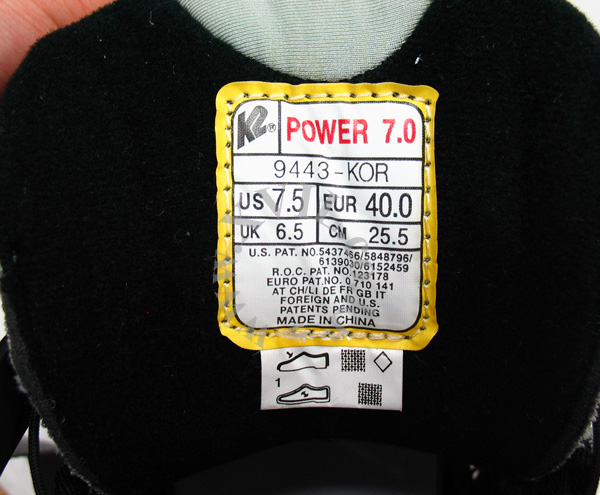 K2®
POWER 7.0
9443-KOR
US 7.5 EUR 40.0
UK 6.5 CM 25.5
U.S. PAT. NO.5437466/5848796/
6139030/6152459
R.O.C. PAT. NO.123178
EURO PAT.NO. 0 710 141
AT CH/LI DE FR GB IT
FOREIGN AND U.S.
PATENTS PENDING
MADE IN CHINA
1